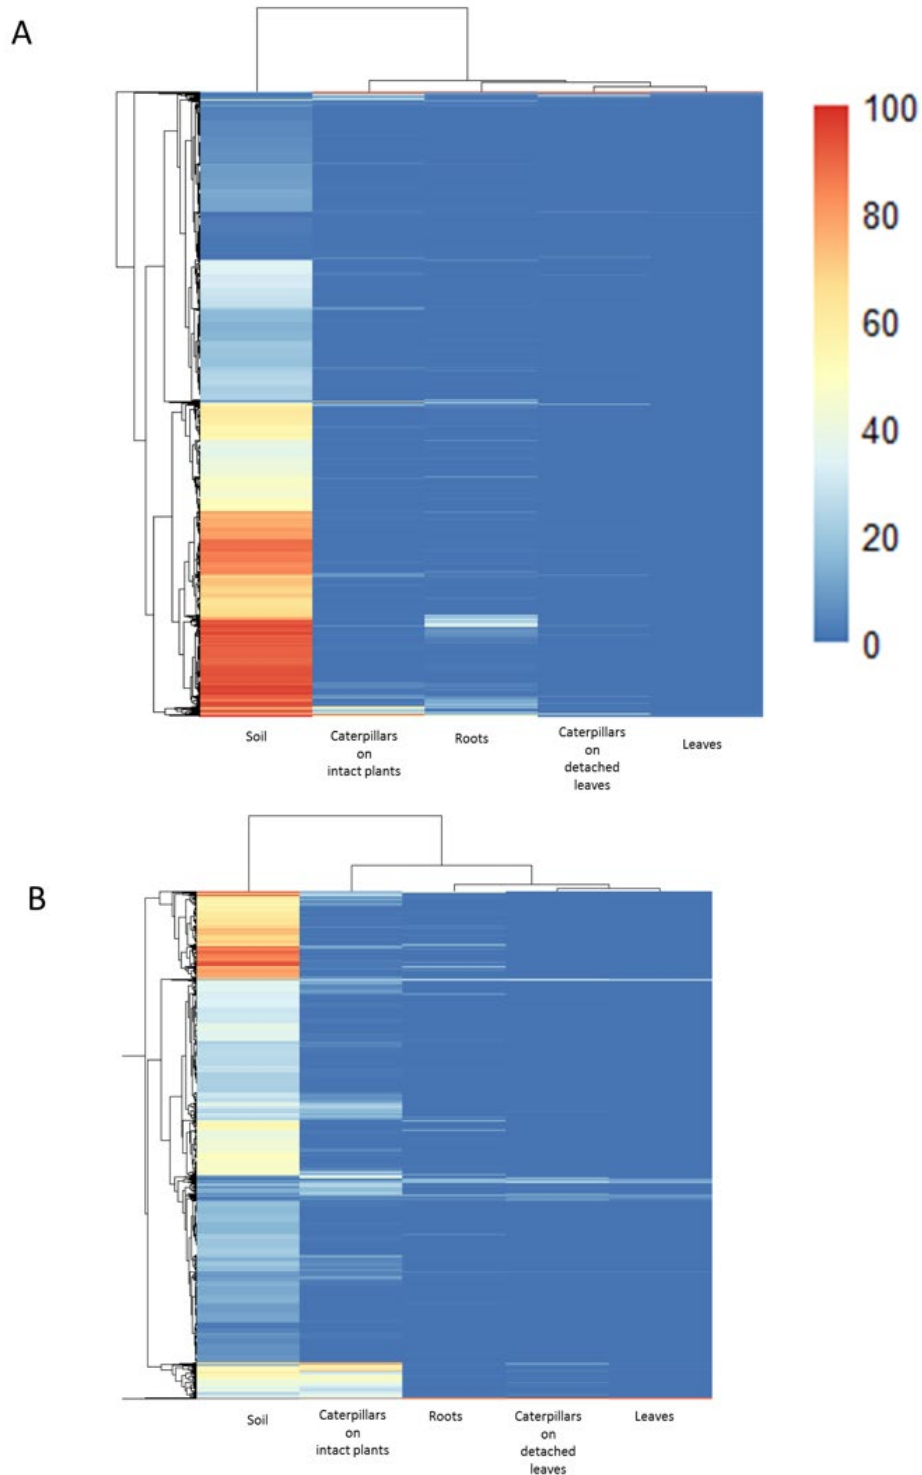 A
100
80
60
40
20
0
Soil
Caterpillars
on
intact plants
Roots
Caterpillars
on
detached
leaves
Leaves
B
Soil
Caterpillars
on
intact plants
Roots
Caterpillars
on
detached
leaves
Leaves